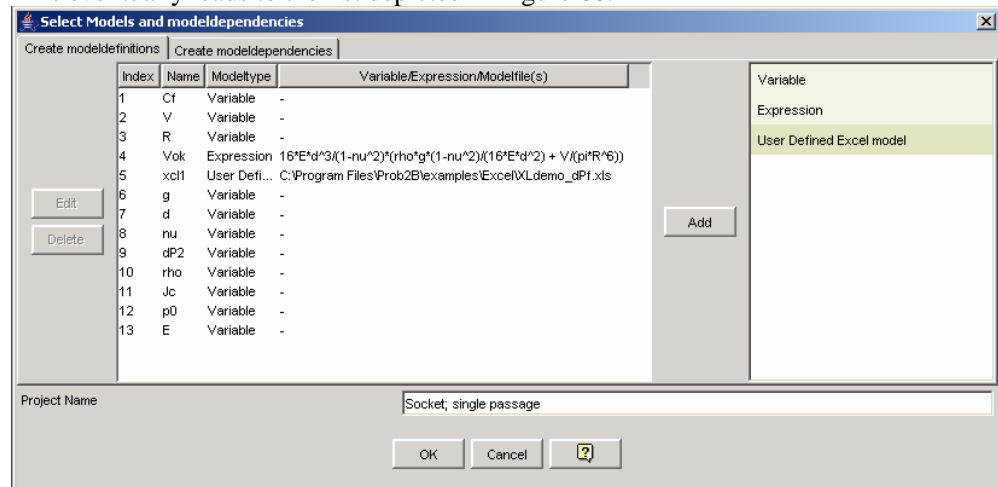 Select Models and modeldependencies
Create modeldefinitions Create modeldependencies
Index Name Modeltype Variable/Expression/Modelfile(s)
1 Cf Variable -
2 V Variable -
3 R Variable -
4 Vok Expression 16*E*d^3/(1-nu^2)*(rho*g*(1-nu^2)/(16*E*d^2) + V/(pi*R^6))
5 xcl1 User Defi... C:\Program Files\Prob2B\examples\Excel\XLdemo_dPf.xls
6 g Variable -
7 d Variable -
8 nu Variable -
9 dP2 Variable -
10 rho Variable -
11 Jc Variable -
12 p0 Variable -
13 E Variable -
Edit
Delete
Add
Variable
Expression
User Defined Excel model
Project Name Socket; single passage
OK Cancel ?